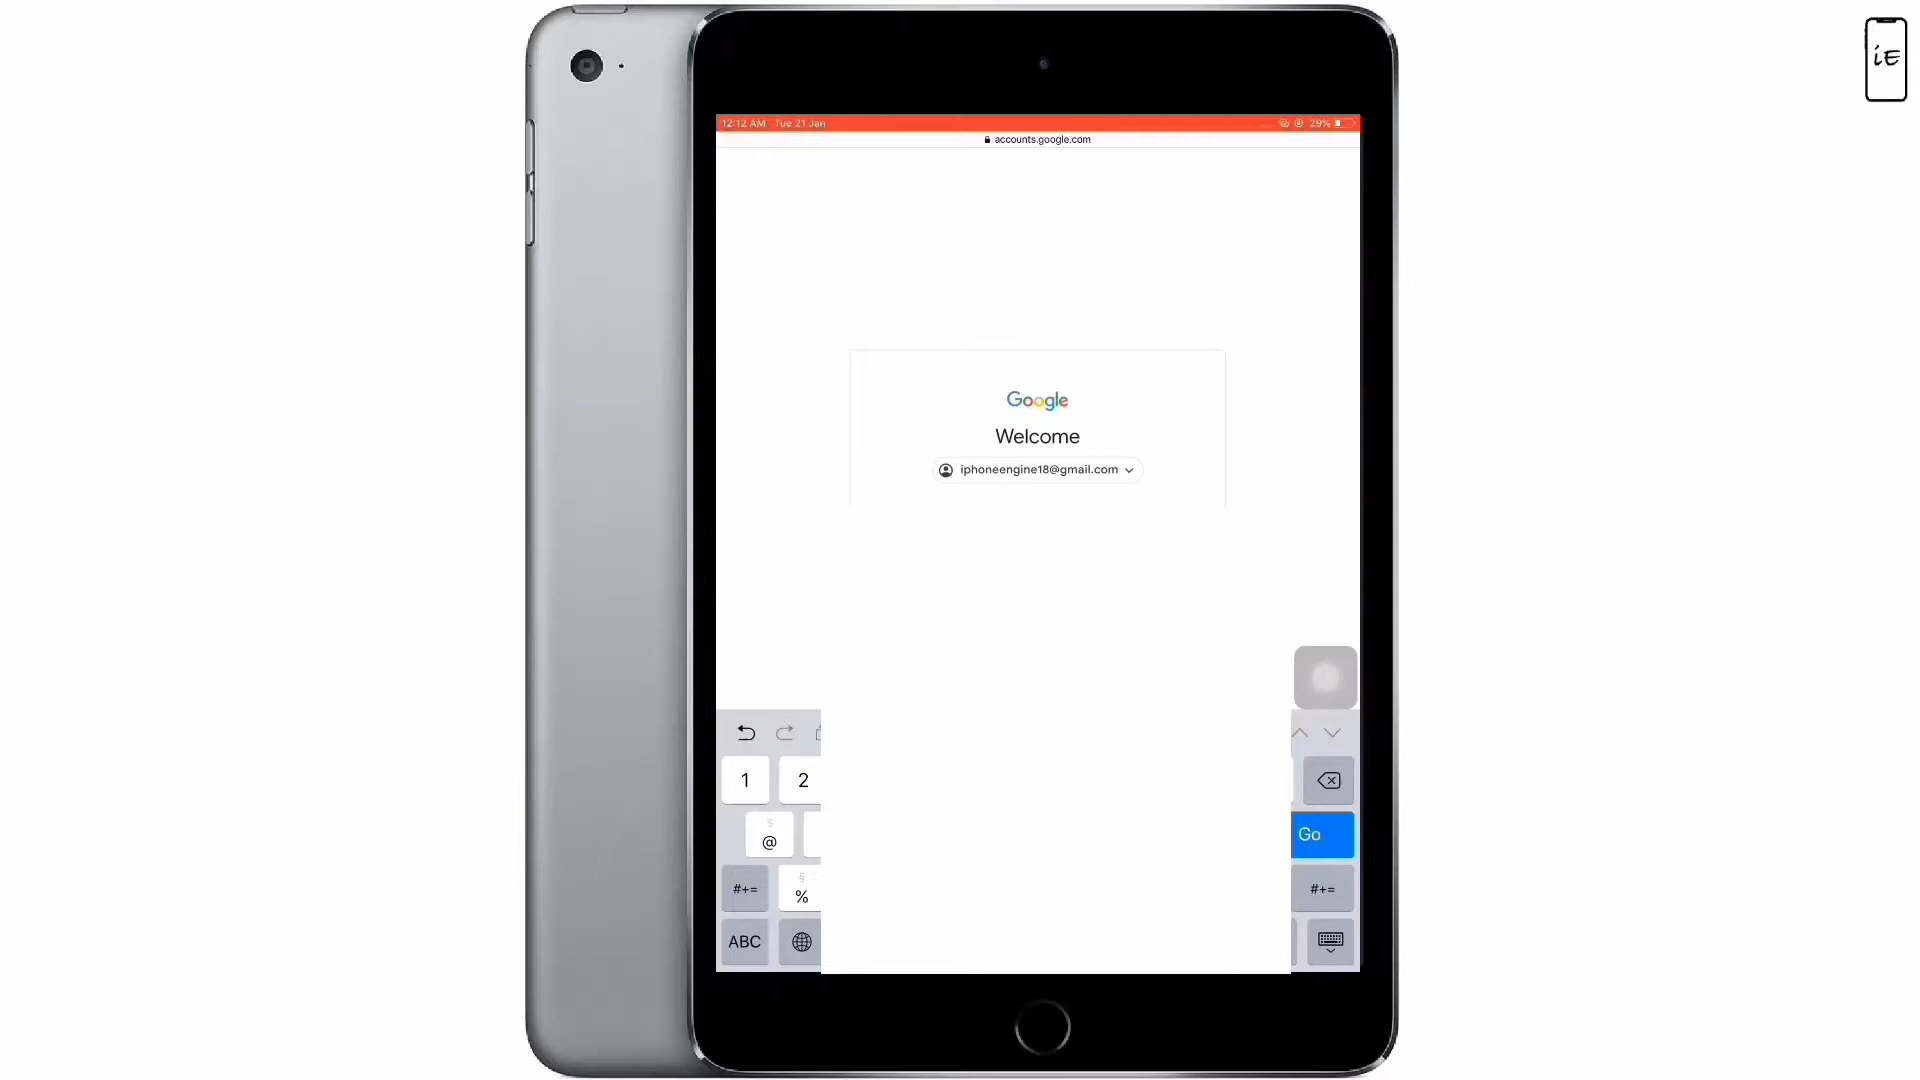 iE
12:12 AM Tue 21 Jan
29%
accounts.google.com
Google
Welcome
iphoneengine18@gmail.com
1 2
$
@
Go
#+=
§
%
#+=
ABC